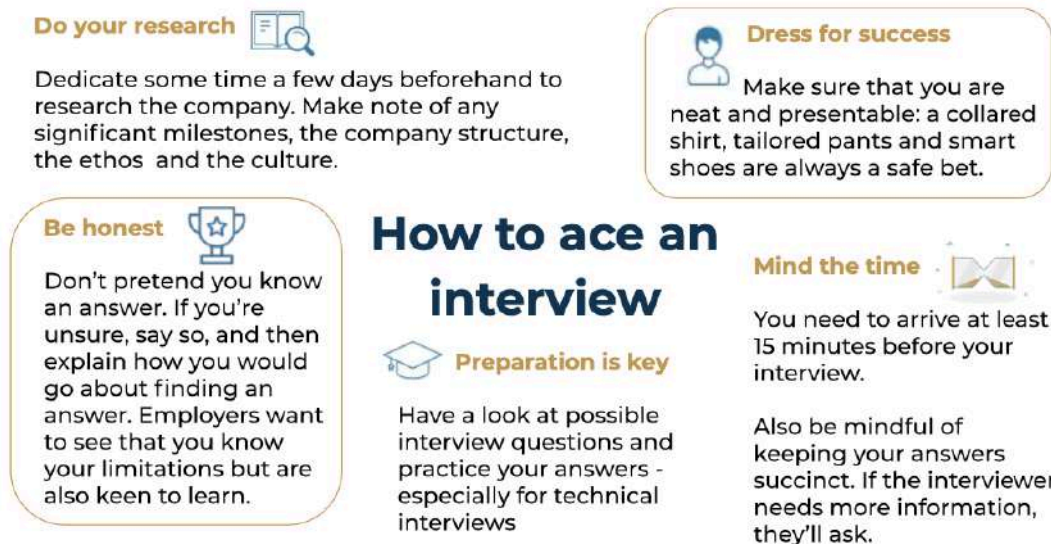 Do your research
Dedicate some time a few days beforehand to
research the company. Make note of any
significant milestones, the company structure,
the ethos and the culture.
Dress for success
Make sure that you are
neat and presentable: a collared
shirt, tailored pants and smart
shoes are always a safe bet.
Be honest
Don't pretend you know
an answer. If you're
unsure, say so, and then
explain how you would
go about finding an
answer. Employers want
to see that you know
your limitations but are
also keen to learn.
How to ace an
interview
Preparation is key
Have a look at possible
interview questions and
practice your answers -
especially for technical
interviews
Mind the time
You need to arrive at least
15 minutes before your
interview.
Also be mindful of
keeping your answers
succinct. If the interviewer
needs more information,
they'll ask.